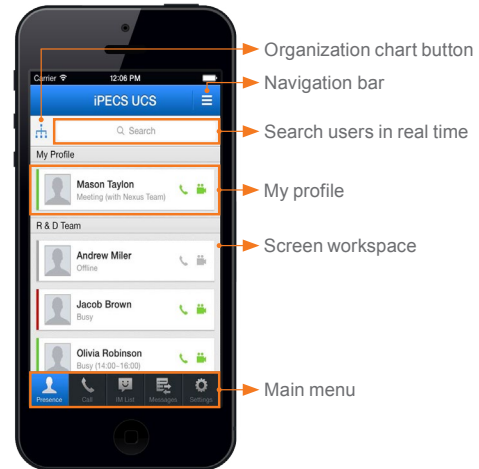 Carrier 12:06 PM
iPECS UCS
Search
My Profile
Mason Taylon
Meeting (with Nexus Team)
R & D Team
Andrew Miler
Offline
Jacob Brown
Busy
Olivia Robinson
Busy (14:00~16:00)
Presence Call IM List Messages Settings
Organization chart button
Navigation bar
Search users in real time
My profile
Screen workspace
Main menu